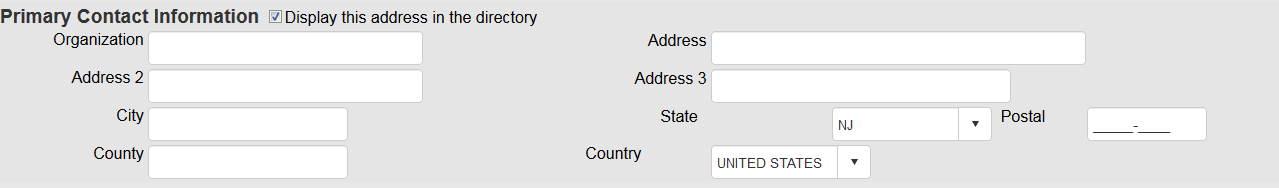 Primary Contact Information Display this address in the directory
Organization Address
Address 2 Address 3
City State NJ Postal _____-____
County Country UNITED STATES